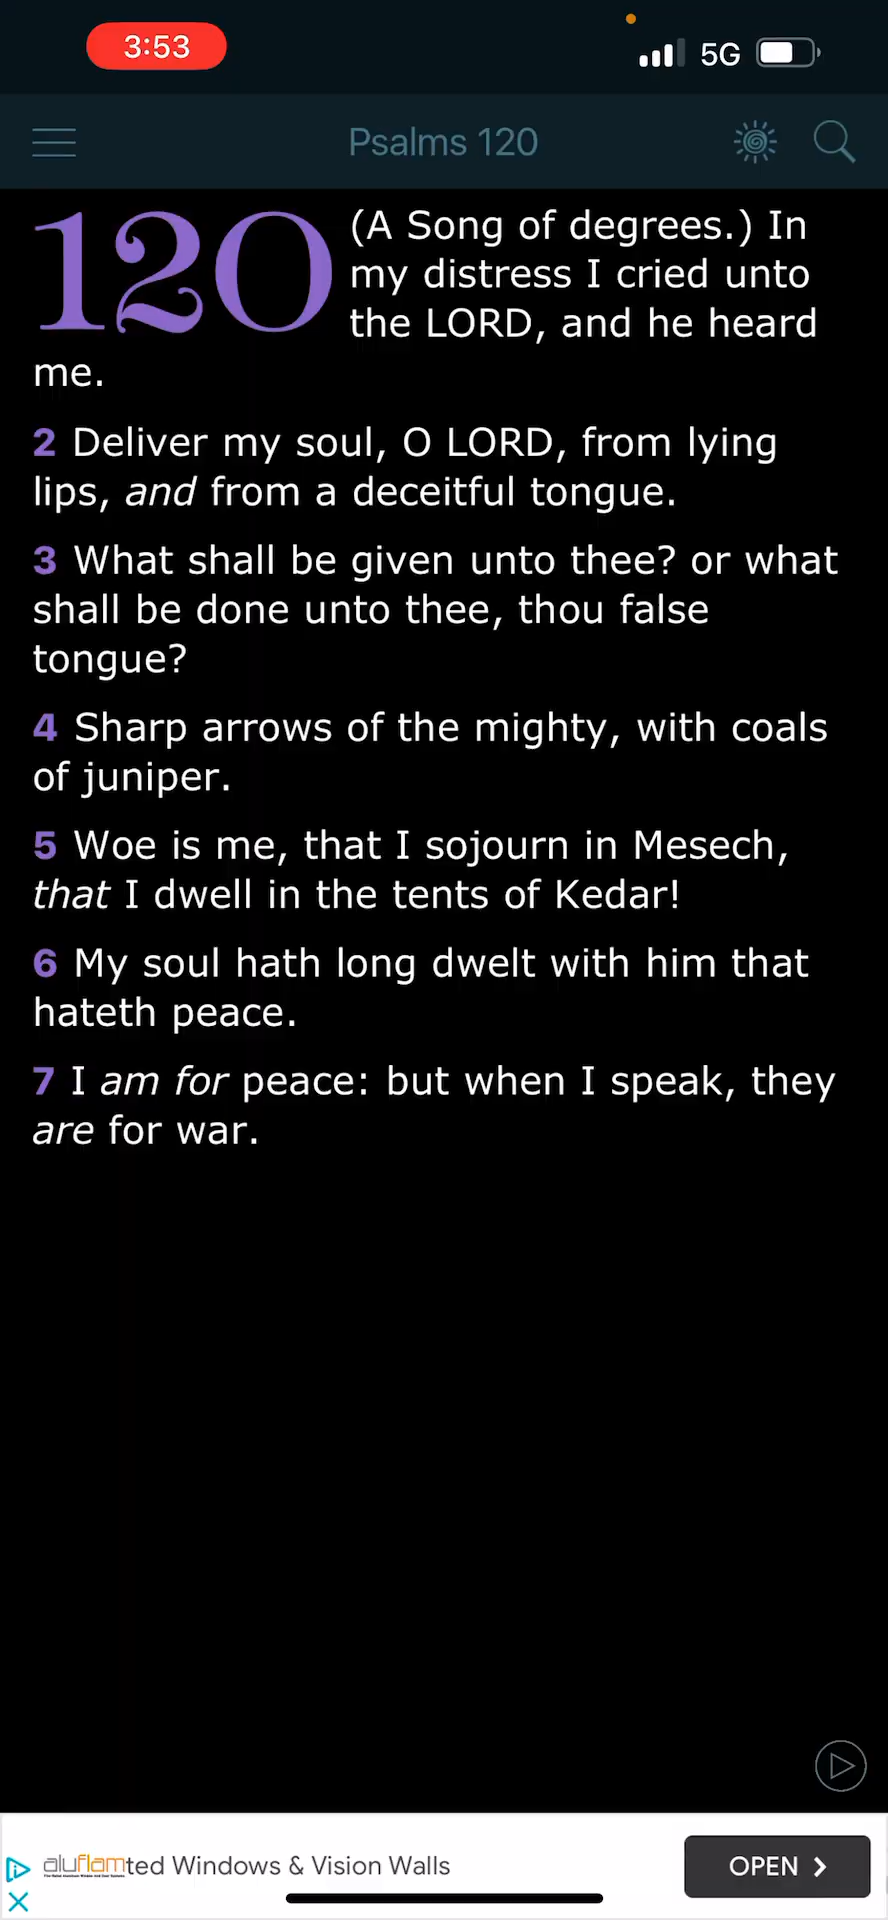 3:53
5G
Psalms 120
120 (A Song of degrees.) In
my distress I cried unto
the LORD, and he heard
me.
2 Deliver my soul, O LORD, from lying
lips, and from a deceitful tongue.
3 What shall be given unto thee? or what
shall be done unto thee, thou false
tongue?
4 Sharp arrows of the mighty, with coals
of juniper.
5 Woe is me, that I sojourn in Mesech,
that I dwell in the tents of Kedar!
6 My soul hath long dwelt with him that
hateth peace.
7 I am for peace: but when I speak, they
are for war.
aluflamted Windows & Vision Walls
OPEN